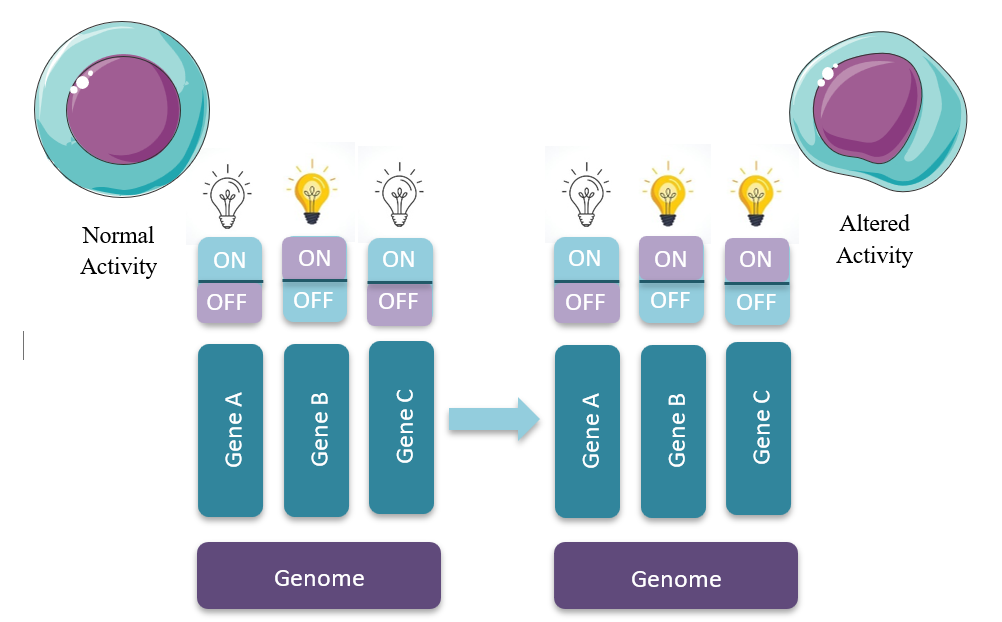 Normal
Activity
Altered
Activity
ON
OFF
ON
OFF
ON
OFF
ON
OFF
ON
OFF
ON
OFF
Gene A
Gene B
Gene C
Gene A
Gene B
Gene C
Genome
Genome